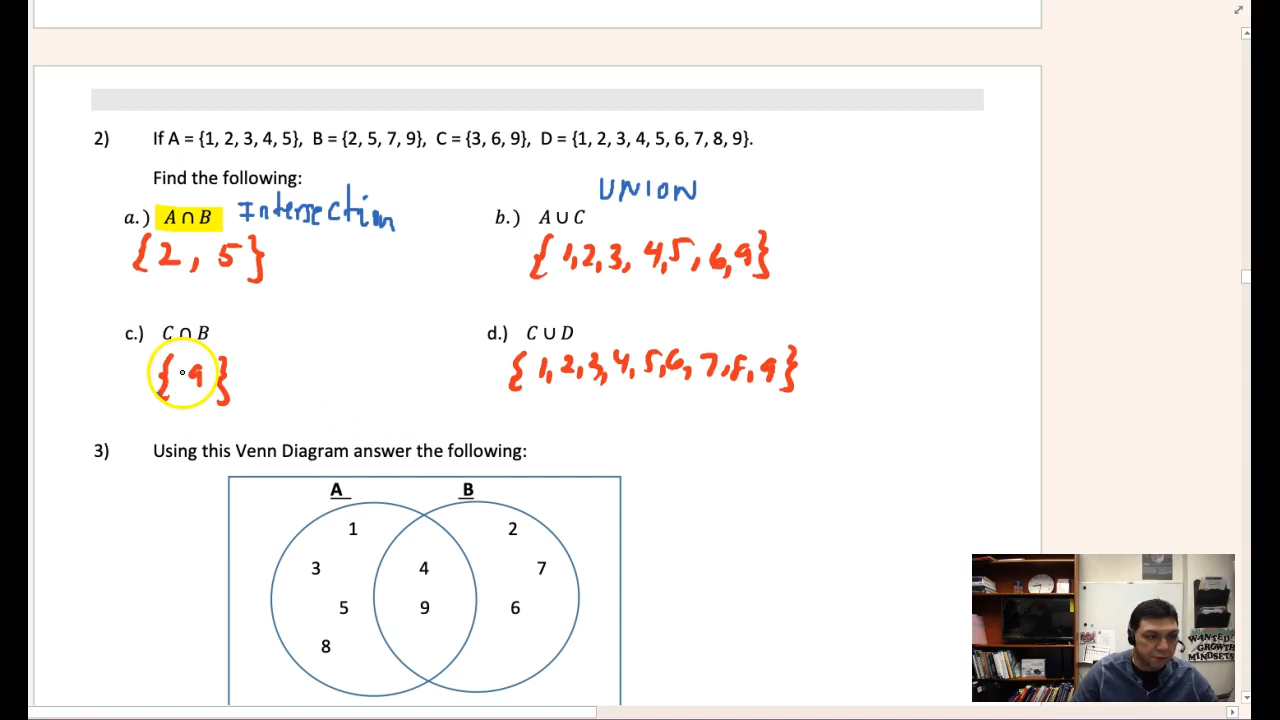 2) If A = {1, 2, 3, 4, 5}, B = {2, 5, 7, 9}, C = {3, 6, 9}, D = {1, 2, 3, 4, 5, 6, 7, 8, 9}.
Find the following:
a.) A ∩ B Intersection
{2, 5}
UNION
b.) A ∪ C
{1,2,3, 4,5, 6,9}
c.) C ∩ B
{9}
d.) C ∪ D
{1,2,3,4,5,6,7,8,9}
3) Using this Venn Diagram answer the following:
A B
1 2
3 4 7
5 9 6
8
WANTED:
GROWTH
MINDSETS